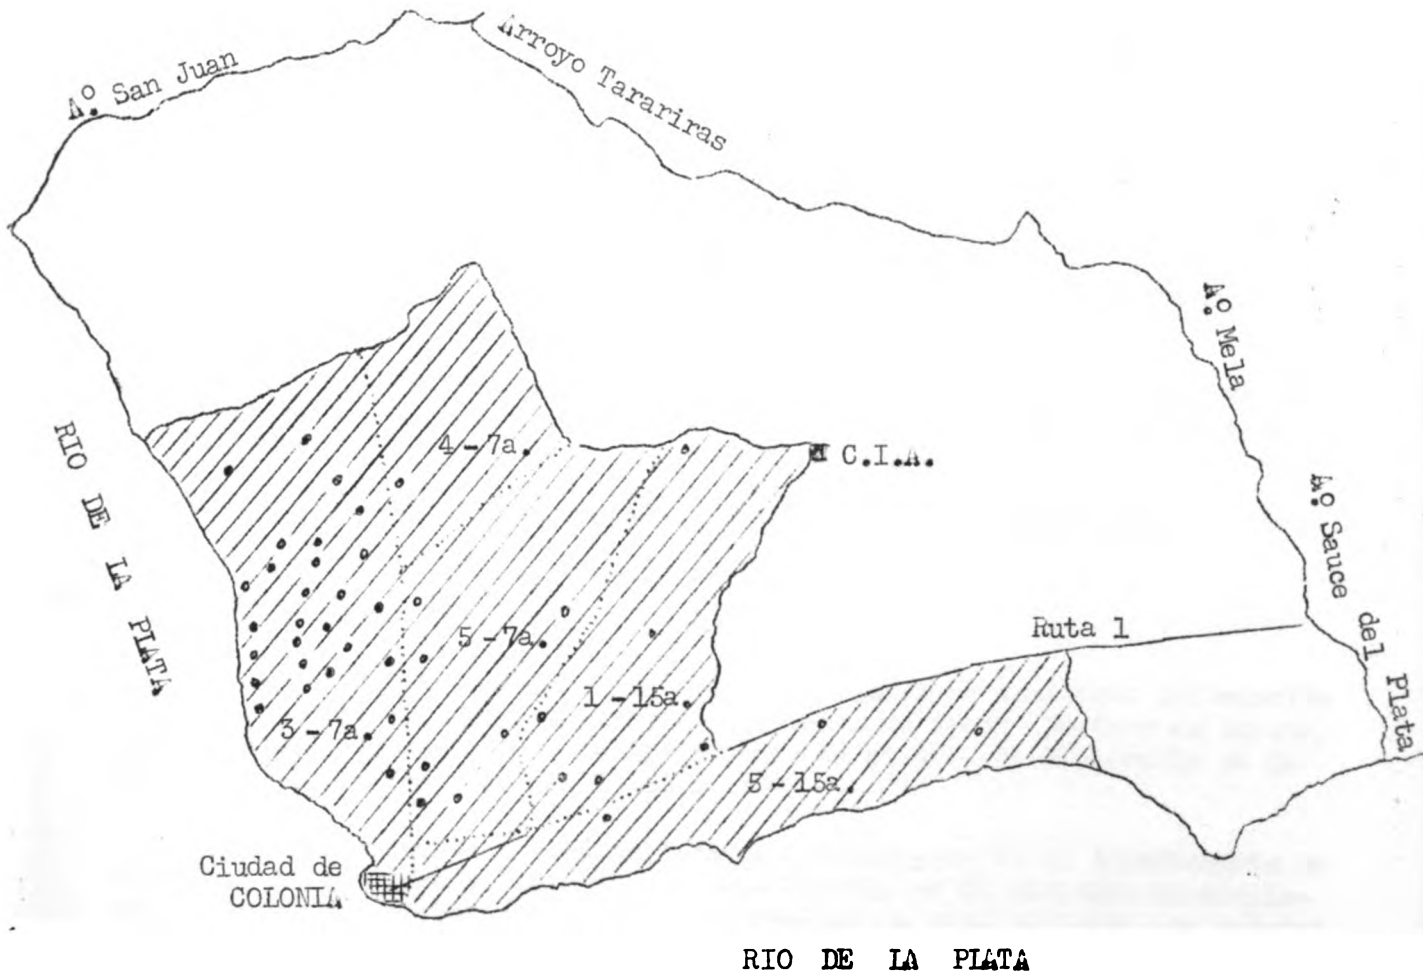 Aº. San Juan
Arroyo Tarariras
Aº. Mela
RIO DE LA PLATA
4-7a.
C.I.A.
Aº. Sauce del Plata
5-7a.
Ruta 1
1-15a.
3-7a.
3-15a.
Ciudad de
COLONIA
RIO DE LA PLATA